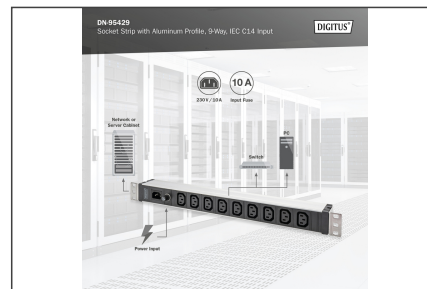 DN-95429
Socket Strip with Aluminum Profile, 9-Way, IEC C14 Input
DIGITUS®
10 A
230 V / 10 A
Input Fuse
Network or
Server Cabinet
PC
Switch
Power Input